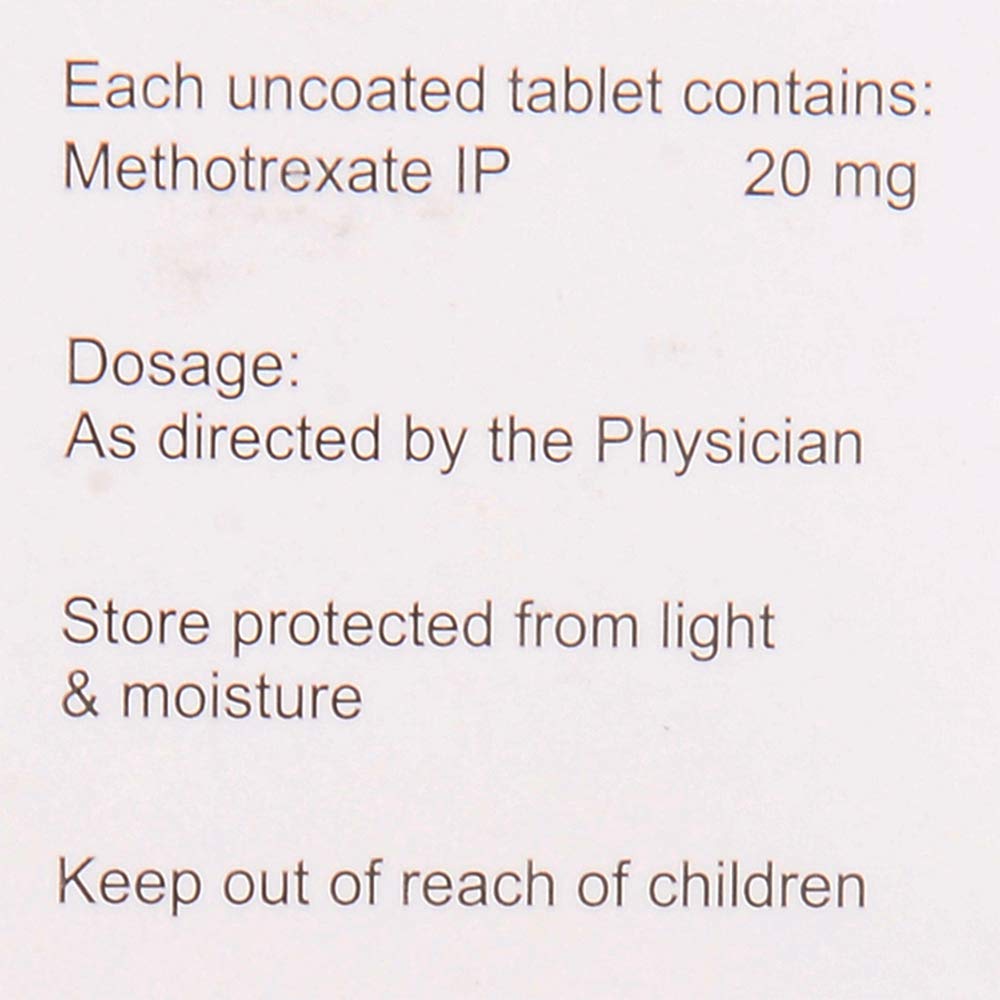 Each uncoated tablet contains:
Methotrexate IP 20 mg
Dosage:
As directed by the Physician
Store protected from light
& moisture
Keep out of reach of children